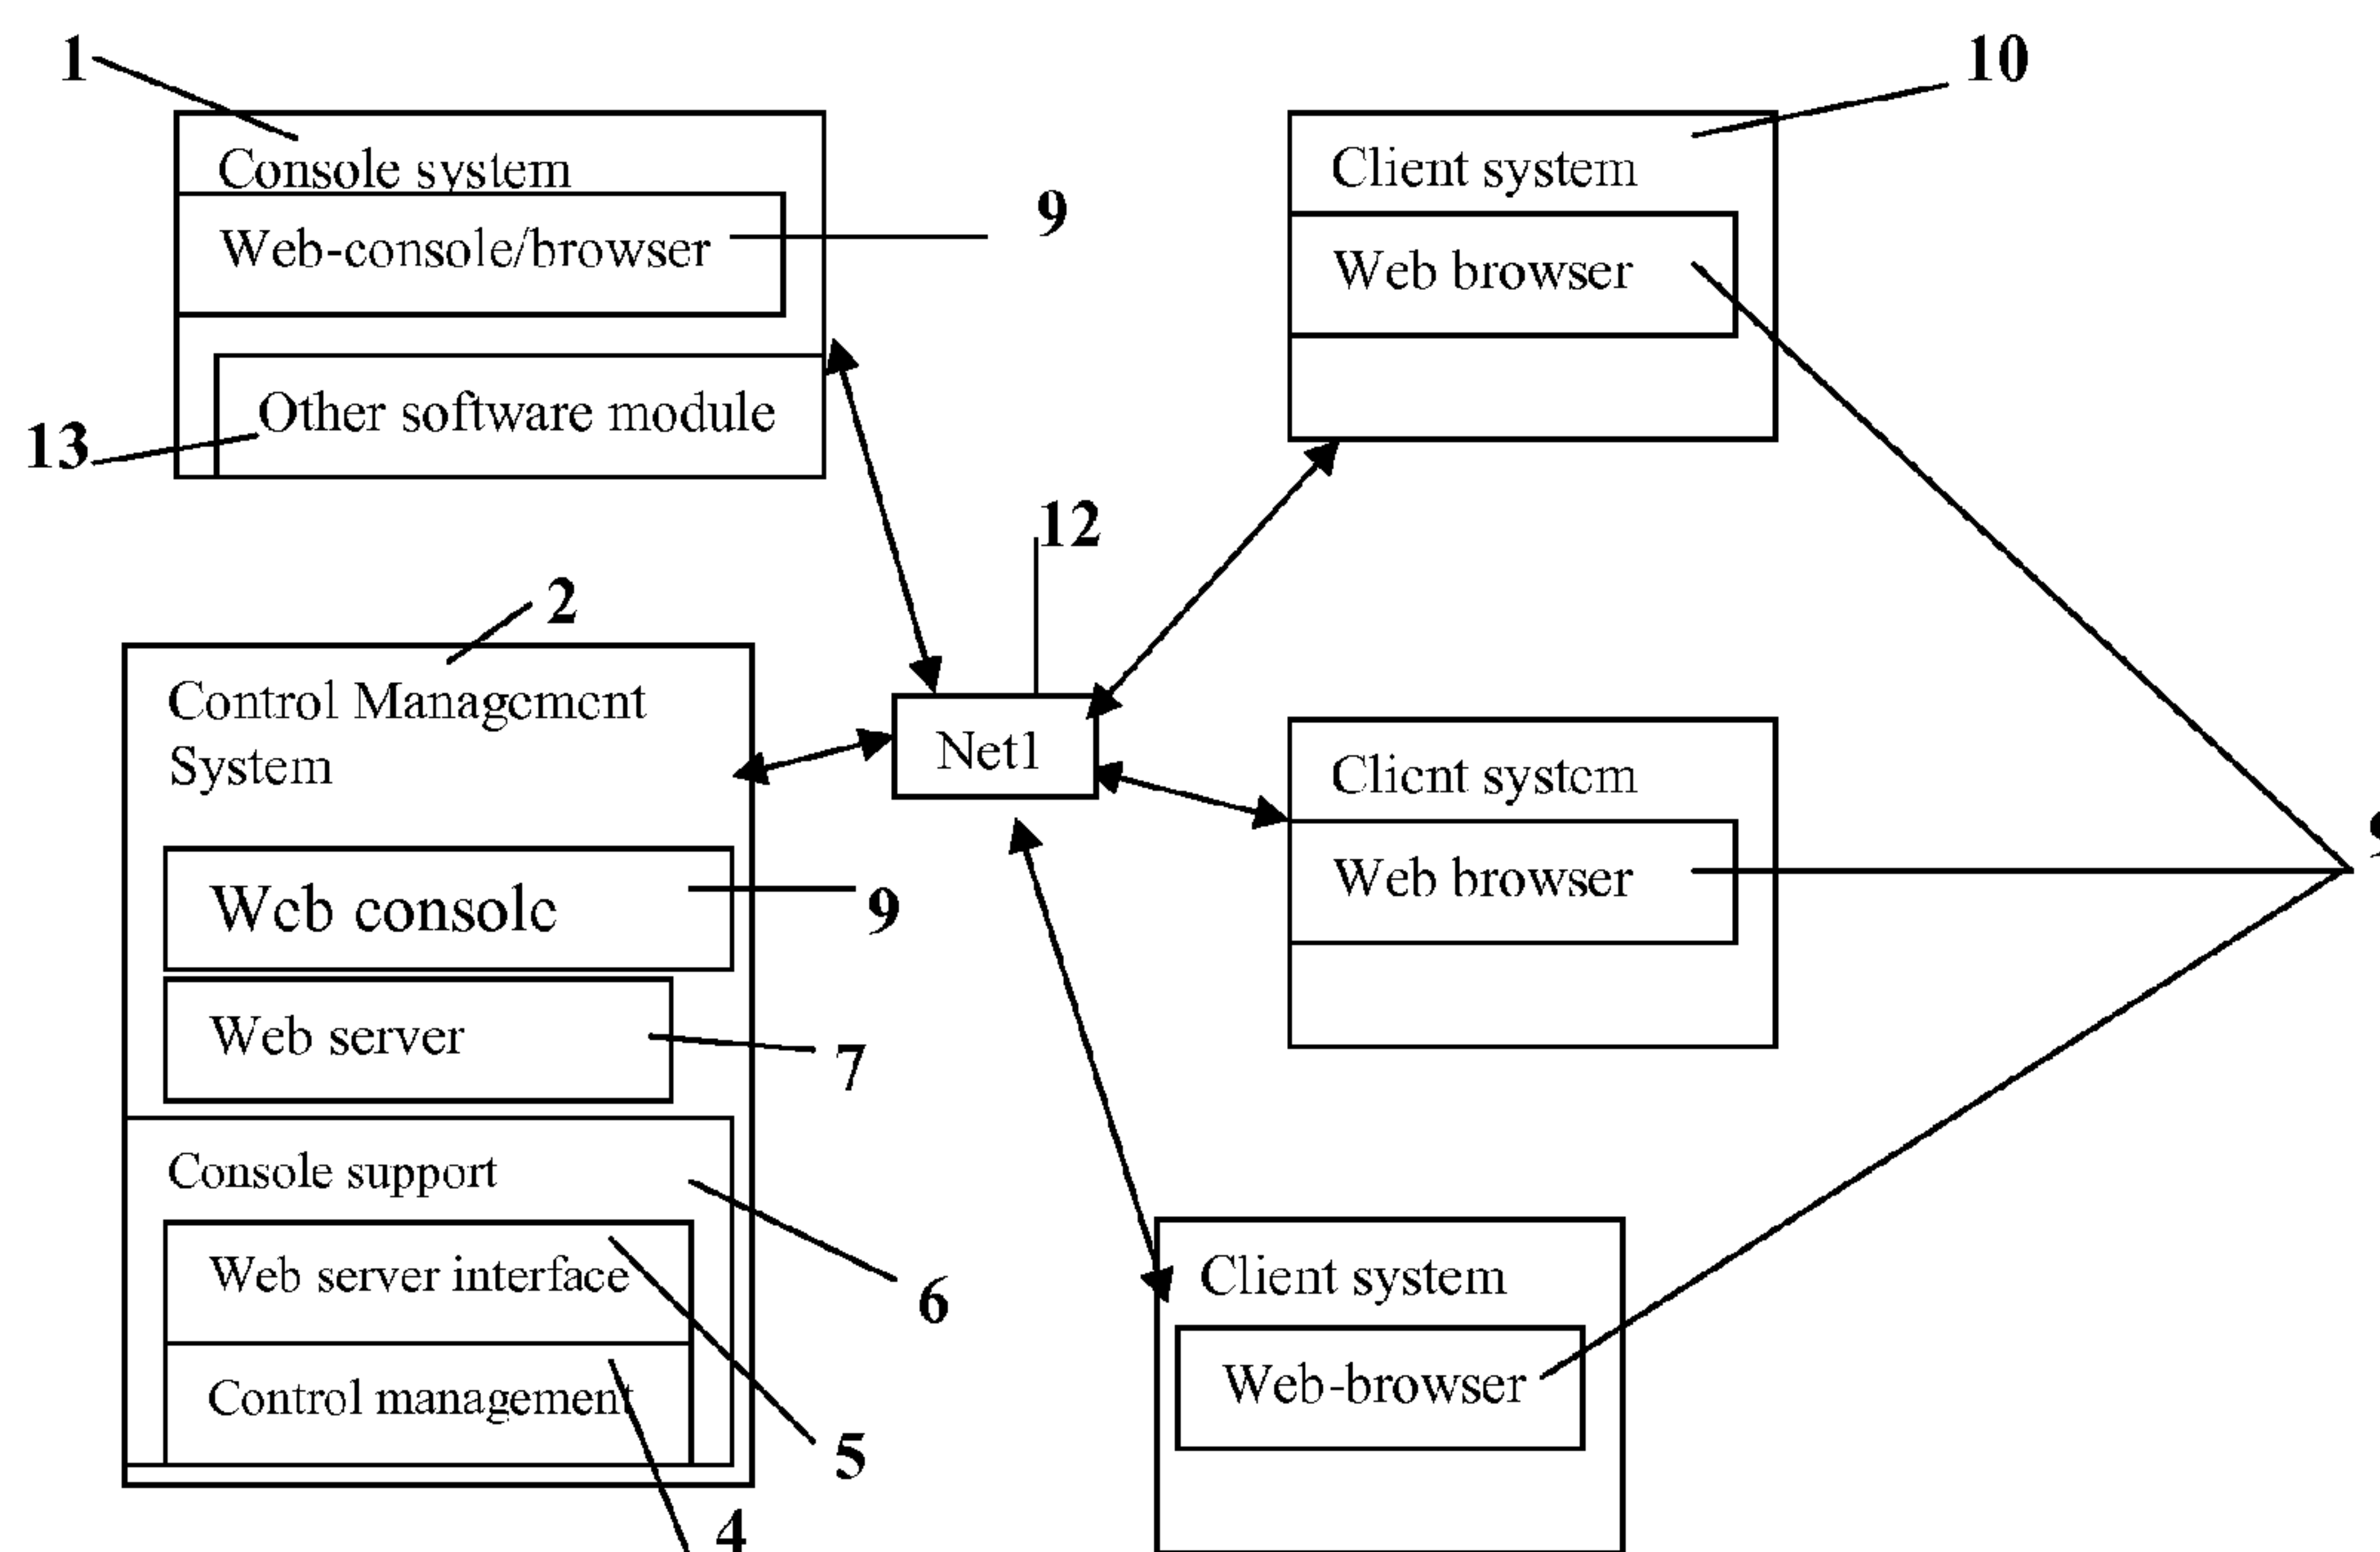 1
Console system
Web-console/browser
9
Other software module
13
10
Client system
Web browser
12
Net1
2
Control Management
System
Web console
9
Web server
7
Console support
6
Web server interface
5
Control management
4
Client system
Web browser
Client system
Web-browser